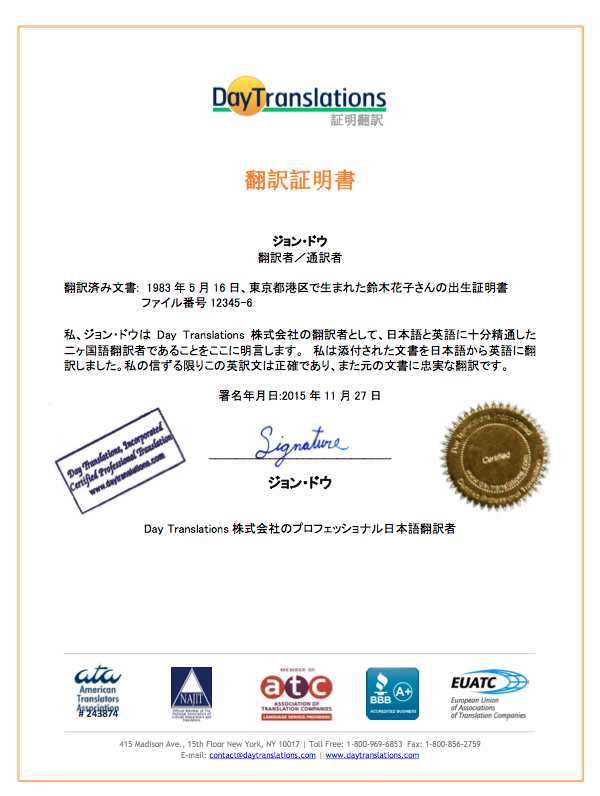 DayTranslations
証明翻訳
翻訳証明書
ジョン・ドウ
翻訳者／通訳者
翻訳済み文書: 1983 年 5 月 16 日、東京都港区で生まれた鈴木花子さんの出生証明書
ファイル番号 12345-6
私、ジョン・ドウは Day Translations 株式会社の翻訳者として、日本語と英語に十分精通した
二ヶ国語翻訳者であることをここに明言します。 私は添付された文書を日本語から英語に翻
訳しました。私の信ずる限りこの英訳文は正確であり、また元の文書に忠実な翻訳です。
署名年月日:2015 年 11 月 27 日
Day Translations, Incorporated
Certified Professional Translation
www.daytranslations.com
Signature
Day Translations, Incorporated
Certified
ジョン・ドウ
Day Translations 株式会社のプロフェッショナル日本語翻訳者
ata
American
Translators
Association
# 243874
NAJIT
Official Member of The
National Association of
Judicial Interpreters and
Translators
MEMBER OF
atc
ASSOCIATION OF
TRANSLATION COMPANIES
LANGUAGE SERVICE PROVIDERS
BBB
A+
ACCREDITED BUSINESS
EUATC
European Union
of Associations
of Translation Companies
415 Madison Ave., 15th Floor New York, NY 10017 | Toll Free: 1-800-969-6853 Fax: 1-800-856-2759
E-mail: contact@daytranslations.com | www.daytranslations.com